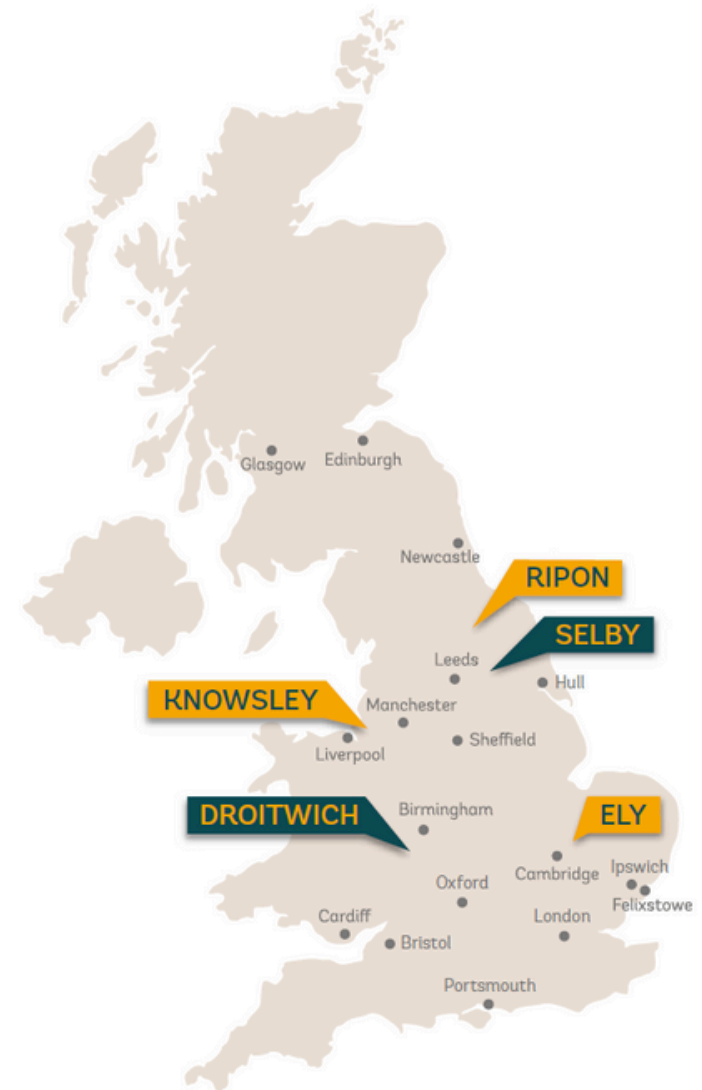 Glasgow
Edinburgh
Newcastle
RIPON
SELBY
Leeds
Hull
KNOWSLEY
Manchester
Liverpool
Sheffield
DROITWICH
Birmingham
ELY
Cambridge
Ipswich
Felixstowe
Oxford
Cardiff
London
Bristol
Portsmouth